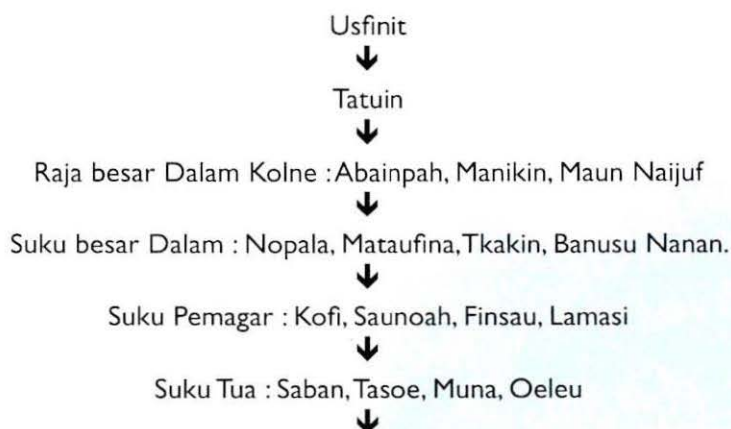 Usfinit
Tatuin
Raja besar Dalam Kolne : Abainpah, Manikin, Maun Naijuf
Suku besar Dalam : Nopala, Mataufina, Tkakin, Banusu Nanan.
Suku Pemagar : Kofi, Saunoah, Finsau, Lamasi
Suku Tua : Saban, Tasoe, Muna, Oeleu